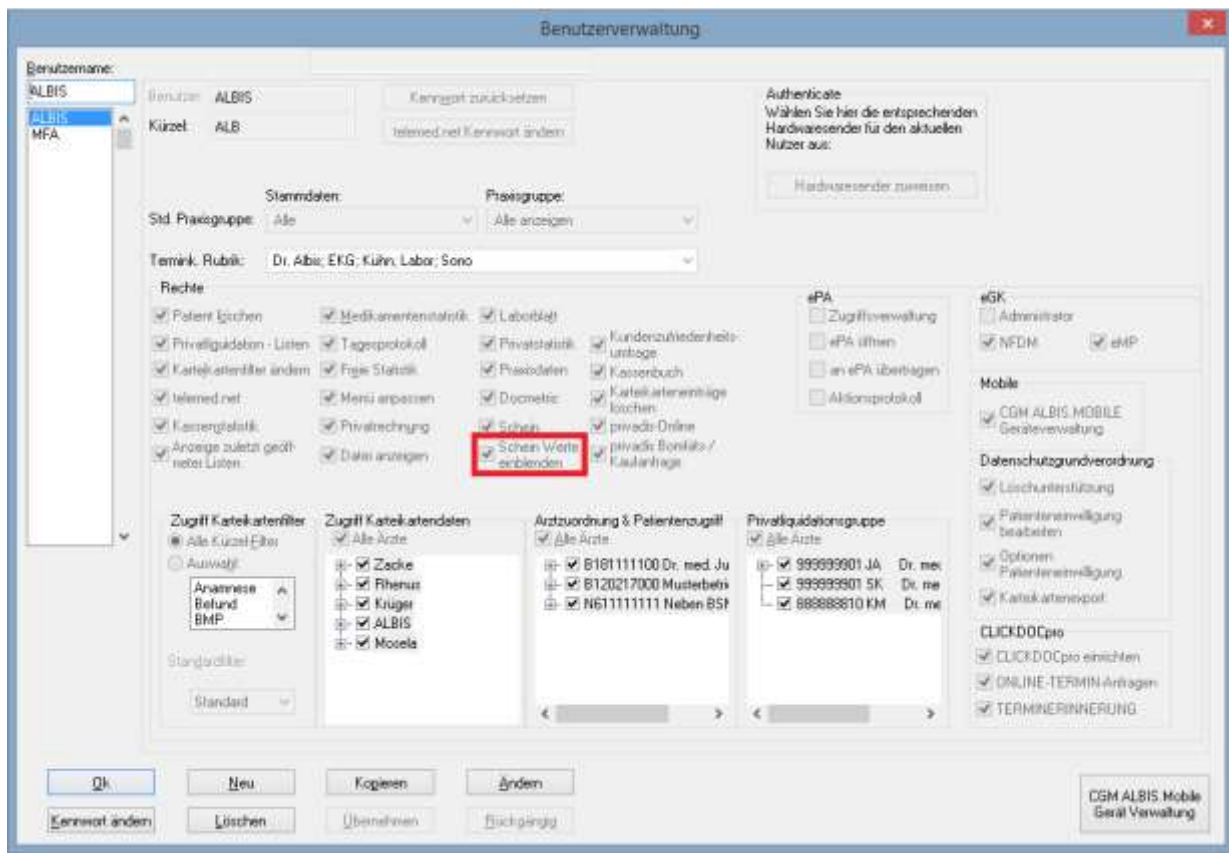 Benutzerverwaltung
Benutzername:
ALBIS
ALBIS
MFA
Benutzer: ALBIS
Kürzel: ALB
Kennwort zurücksetzen
telemed.net Kennwort ändern
Authenticate
Wählen Sie hier die entsprechenden
Hardwaresender für den aktuellen
Nutzer aus:
Hardwaresender zuweisen
Stammdaten:
Praxisgruppe:
Std. Praxisgruppe: Alle
Alle anzeigen
Termink. Rubrik: Dr. Albis; EKG; Kühn; Labor; Sono
Rechte
Patient löschen
Privatliquidation - Listen
Karteikartenfilter ändern
telemed.net
Kassenstatistik
Anzeige zuletzt geöff-
neter Listen
Medikamentenstatistik
Tagesprotokoll
Freie Statistik
Menü anpassen
Privatrechnung
Datei anzeigen
Laborblatt
Privatstatistik
Praxisdaten
Docmetric
Schein
Schein Werte
einblenden
Kundenzufriedenheits-
umfrage
Kassenbuch
Karteikarteneinträge
löschen
privadis Online
privadis Bonitäts- /
Kaufanfrage
ePA
Zugriffsverwaltung
ePA öffnen
an ePA übertragen
Aktionsprotokoll
eGK
Administrator
NFDM
eMP
Mobile
CGM ALBIS MOBILE
Geräteverwaltung
Datenschutzgrundverordnung
Löschunterstützung
Patienteneinwilligung
bearbeiten
Optionen
Patienteneinwilligung
Karteikartenexport
CLICKDOCpro
CLICKDOCpro einrichten
ONLINE-TERMIN-Anfragen
TERMINERINNERUNG
Zugriff Karteikartenfilter
Alle Kürzel-Filter
Auswahl:
Anamnese
Befund
BMP
Standardfilter
Standard
Zugriff Karteikartendaten
Alle Ärzte
Zacke
Rhenus
Krüger
ALBIS
Mosela
Arztzuordnung & Patientenzugriff
Alle Ärzte
B181111100 Dr. med. Ju
B120217000 Musterbetri
N611111111 Neben BSN
Privatliquidationsgruppe
Alle Ärzte
999999901 JA Dr. med
999999901 SK Dr. me
888888810 KM Dr. me
Ok
Neu
Kopieren
Ändern
Kennwort ändern
Löschen
Übernehmen
Rückgängig
CGM ALBIS Mobile
Gerät Verwaltung